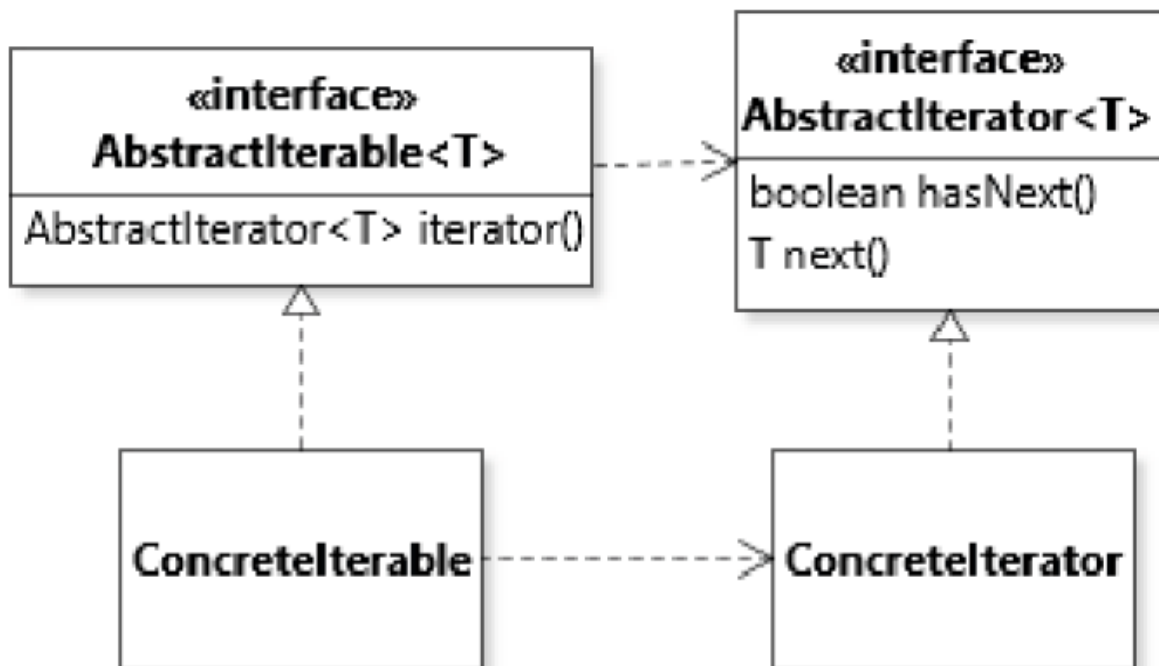 «interface»
AbstractIterable<T>
AbstractIterator<T> iterator()
«interface»
AbstractIterator<T>
boolean hasNext()
T next()
ConcreteIterable
ConcreteIterator